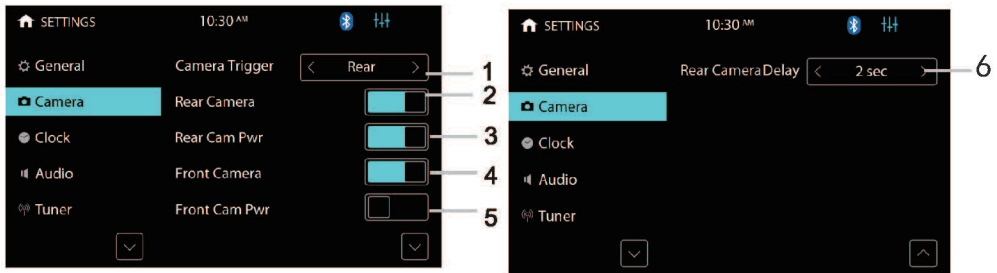 SETTINGS 10:30 AM
General Camera Trigger < Rear > 1
Camera Rear Camera 2
Clock Rear Cam Pwr 3
Audio Front Camera 4
Tuner Front Cam Pwr 5
SETTINGS 10:30 AM
General Rear Camera Delay < 2 sec > 6
Camera
Clock
Audio
Tuner